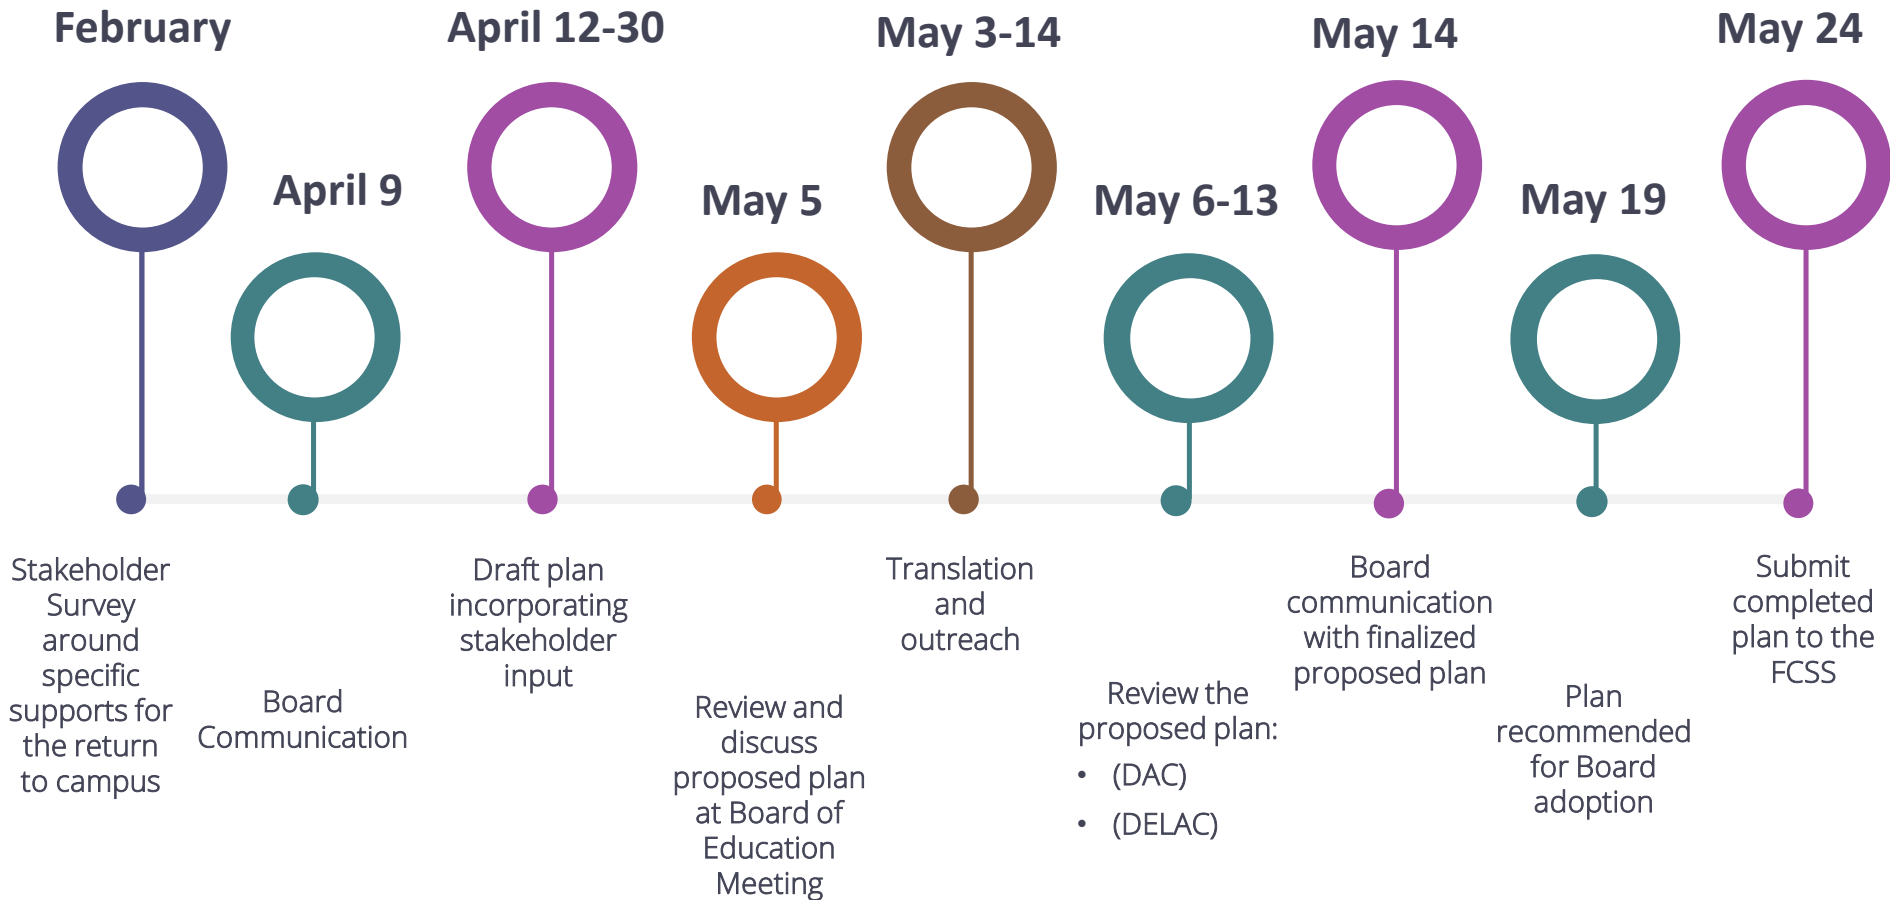 February
Stakeholder
Survey
around
specific
supports for
the return
to campus
April 9
Board
Communication
April 12-30
Draft plan
incorporating
stakeholder
input
May 5
Review and
discuss
proposed plan
at Board of
Education
Meeting
May 3-14
Translation
and
outreach
May 6-13
Review the
proposed plan:
• (DAC)
• (DELAC)
May 14
Board
communication
with finalized
proposed plan
May 19
Plan
recommended
for Board
adoption
May 24
Submit
completed
plan to the
FCSS